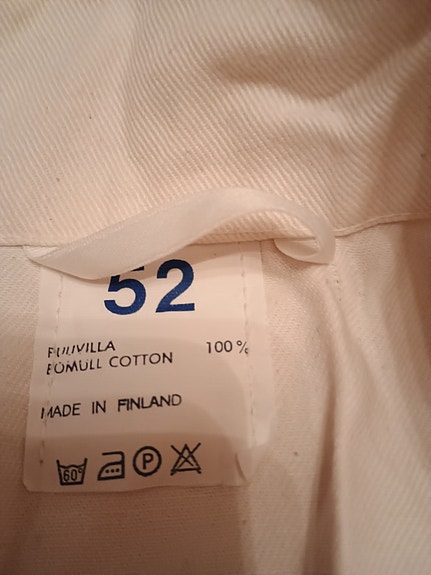 52
PUUVILLA 100%
BOMULL COTTON
MADE IN FINLAND
60°
P